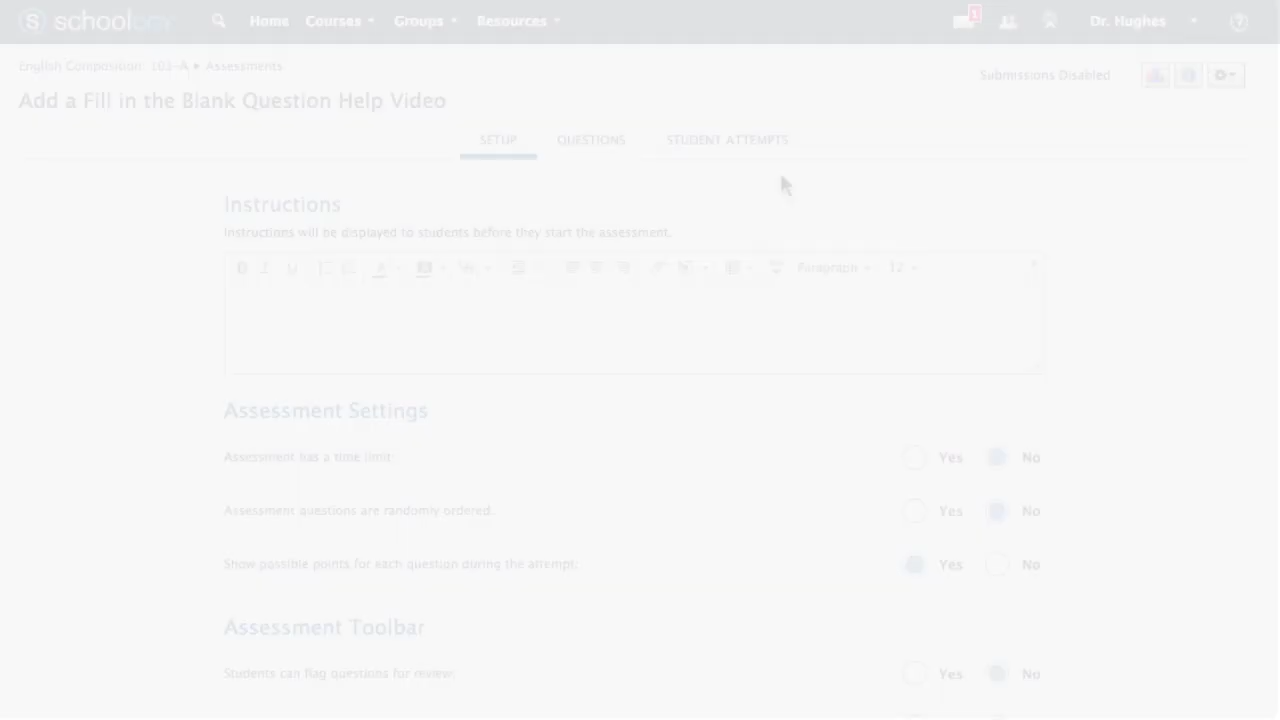 S schoology Home Courses Groups Resources 1 Dr. Hughes ?
English Composition: 101-A • Assessments
Submissions Disabled
Add a Fill in the Blank Question Help Video
SETUP QUESTIONS STUDENT ATTEMPTS
Instructions
Instructions will be displayed to students before they start the assessment.
B I U Paragraph 12
Assessment Settings
Assessment has a time limit: Yes No
Assessment questions are randomly ordered: Yes No
Show possible points for each question during the attempt: Yes No
Assessment Toolbar
Students can flag questions for review: Yes No